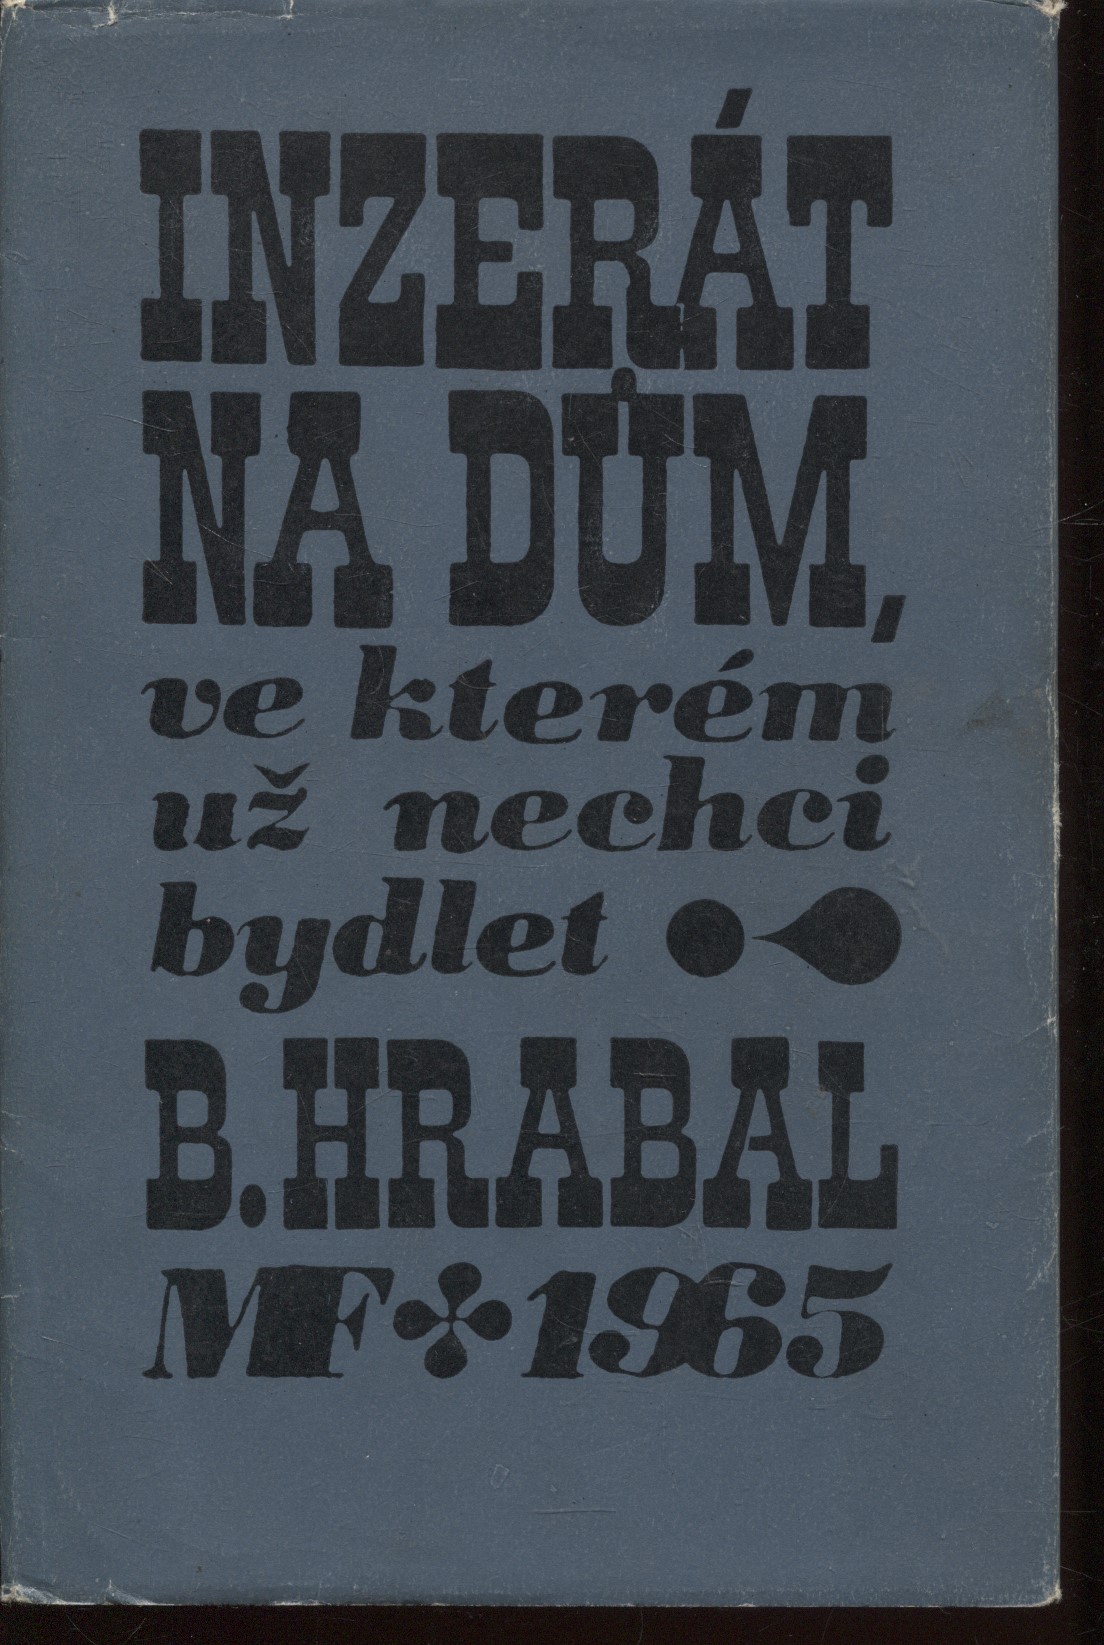 INZERÁT
NA DŮM,
ve kterém
už nechci
bydlet
B. HRABAL
MF 1965